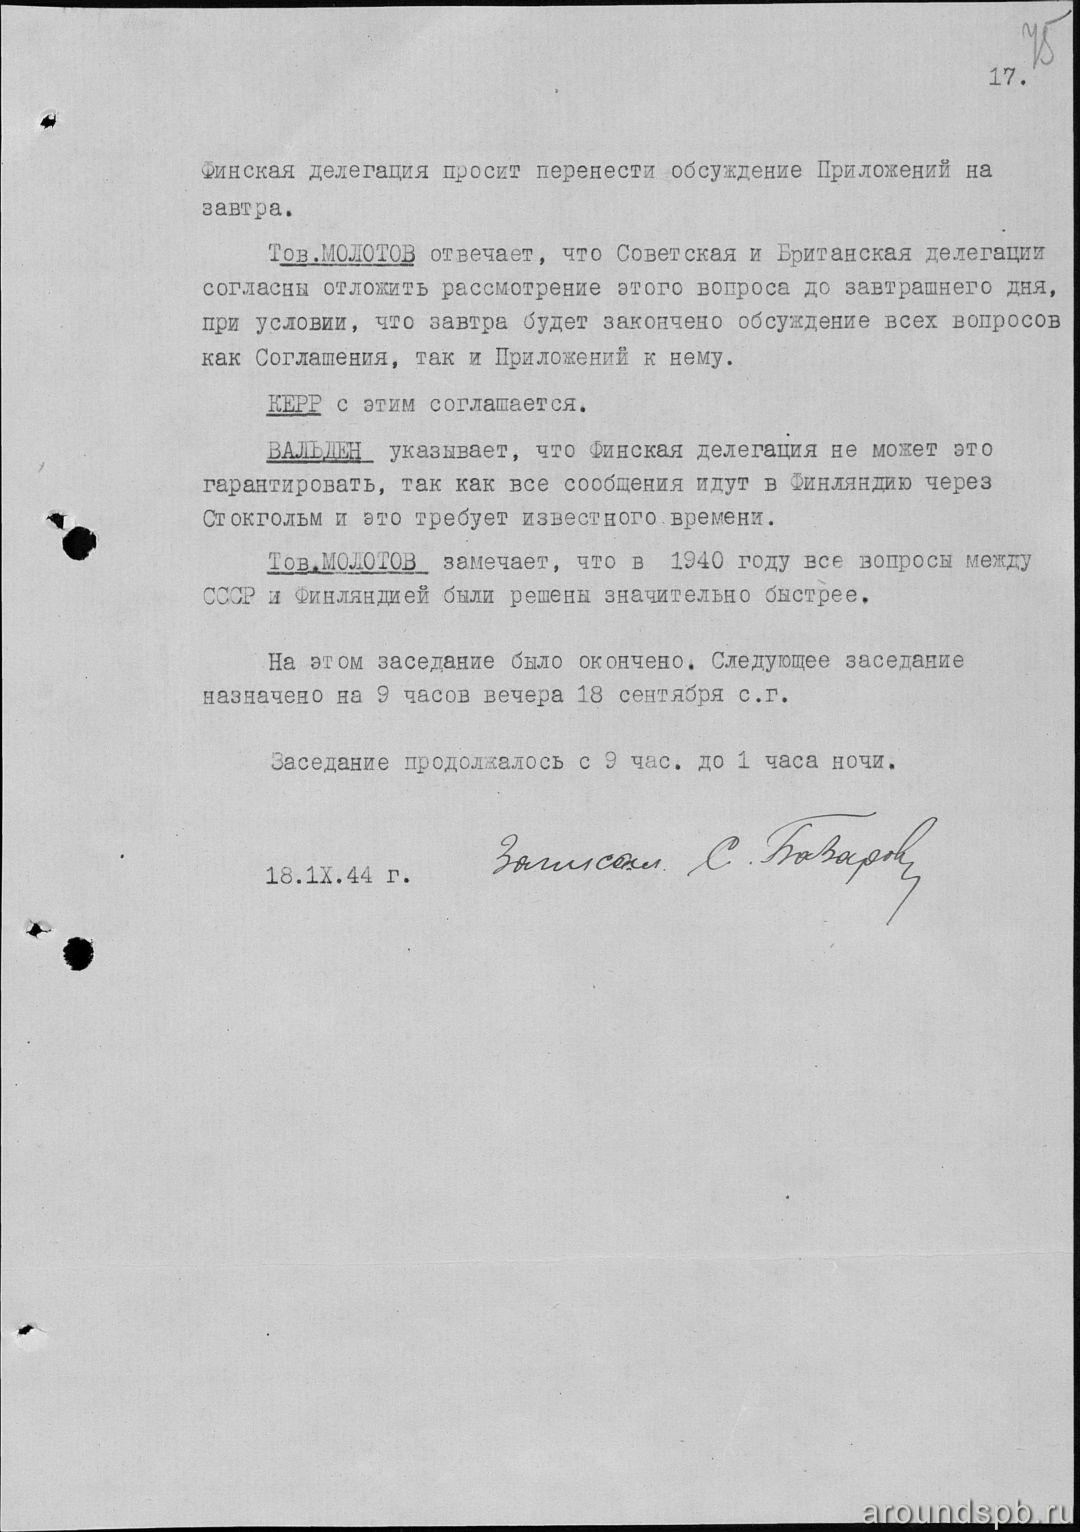 75
17.
Финская делегация просит перенести обсуждение Приложений на
завтра.
Тов.МОЛОТОВ отвечает, что Советская и Британская делегации
согласны отложить рассмотрение этого вопроса до завтрашнего дня,
при условии, что завтра будет закончено обсуждение всех вопросов
как Соглашения, так и Приложений к нему.
КЕРР с этим соглашается.
ВАЛЬДЕН указывает, что Финская делегация не может это
гарантировать, так как все сообщения идут в Финляндию через
Стокгольм и это требует известного времени.
Тов.МОЛОТОВ замечает, что в 1940 году все вопросы между
СССР и Финляндией были решены значительно быстрее.
На этом заседание было окончено. Следующее заседание
назначено на 9 часов вечера 18 сентября с.г.
Заседание продолжалось с 9 час. до 1 часа ночи.
18.IX.44 г.
Записал С. Базаров
aroundspb.ru